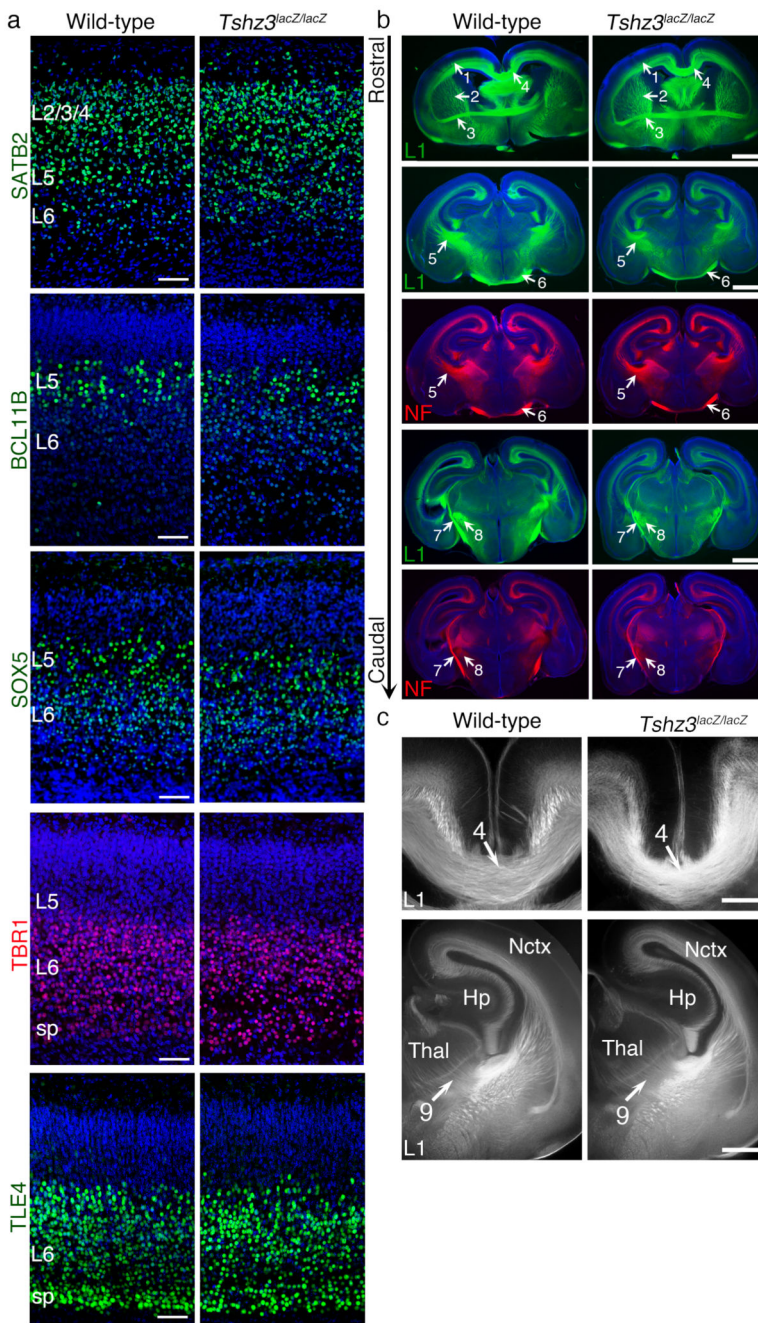 a
Wild-type
Tshz3lacZ/lacZ
SATB2
L2/3/4
L5
L6
BCL11B
L5
L6
SOX5
L5
L6
TBR1
L5
L6
sp
TLE4
L6
sp
b
Wild-type
Tshz3lacZ/lacZ
Rostral
Caudal
1
2
3
4
L1
1
2
3
4
5
6
L1
5
6
5
6
NF
5
6
7
8
L1
7
8
7
8
NF
7
8
c
Wild-type
Tshz3lacZ/lacZ
4
L1
4
Nctx
Hp
Thal
9
L1
Nctx
Hp
Thal
9